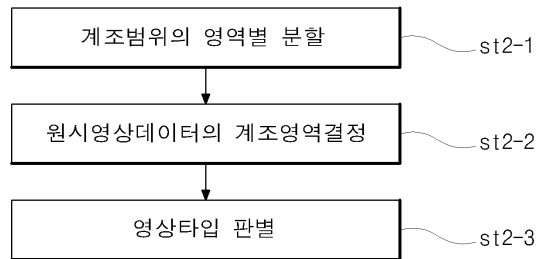 계조범위의 영역별 분할
st2-1
원시영상데이터의 계조영역결정
st2-2
영상타입 판별
st2-3